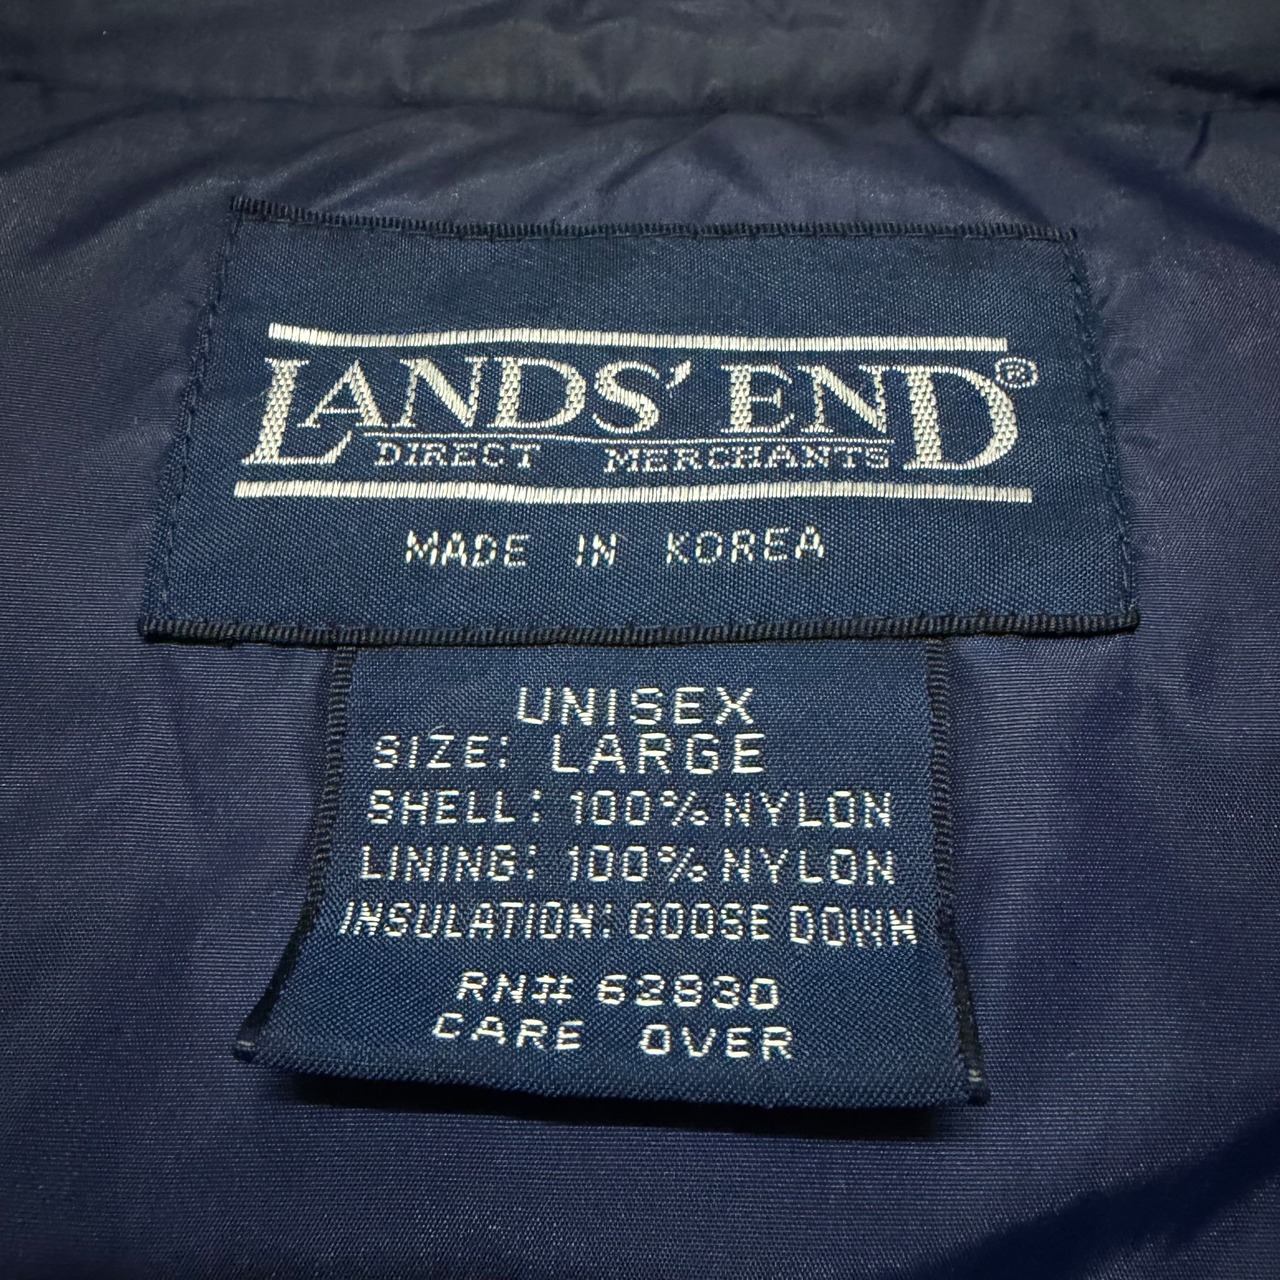 LANDS' END®
DIRECT MERCHANTS
MADE IN KOREA
UNISEX
SIZE: LARGE
SHELL: 100% NYLON
LINING: 100% NYLON
INSULATION: GOOSE DOWN
RN# 62830
CARE OVER